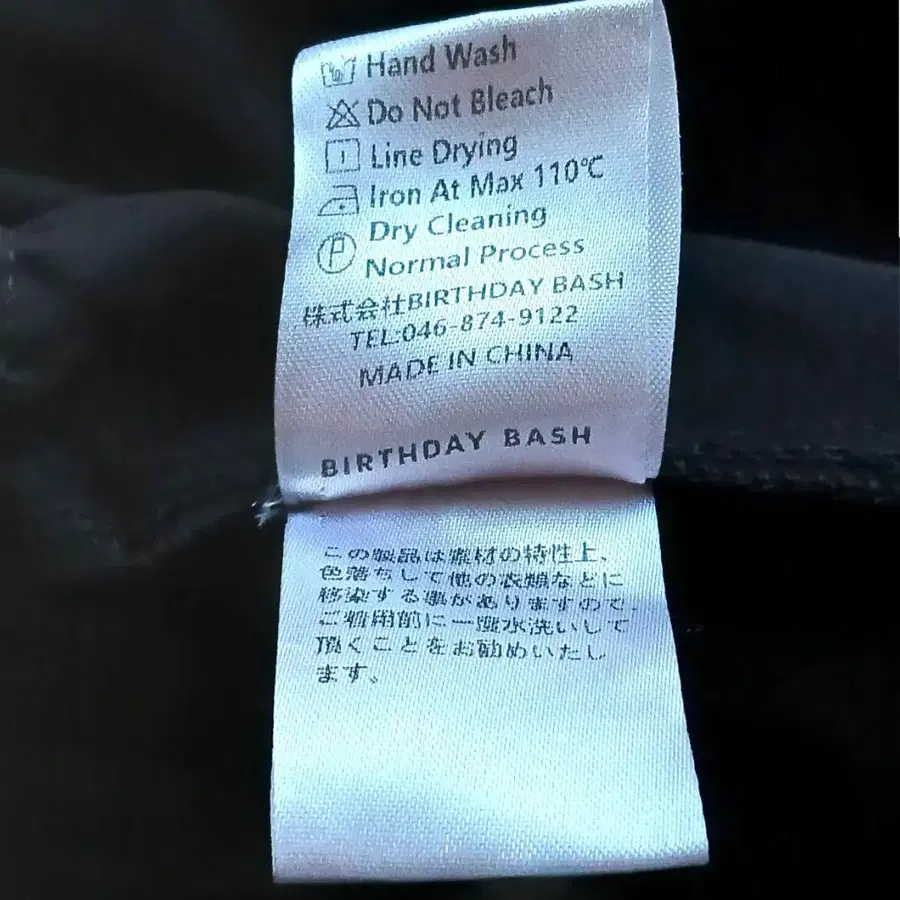 Hand Wash
Do Not Bleach
Line Drying
Iron At Max 110℃
P Dry Cleaning
Normal Process
株式会社BIRTHDAY BASH
TEL:046-874-9122
MADE IN CHINA
BIRTHDAY BASH
この製品は素材の特性上、
色落ちして他の衣類などに
移染する事がありますので、
ご着用前に一度水洗いして
頂くことをお勧めいたし
ます。